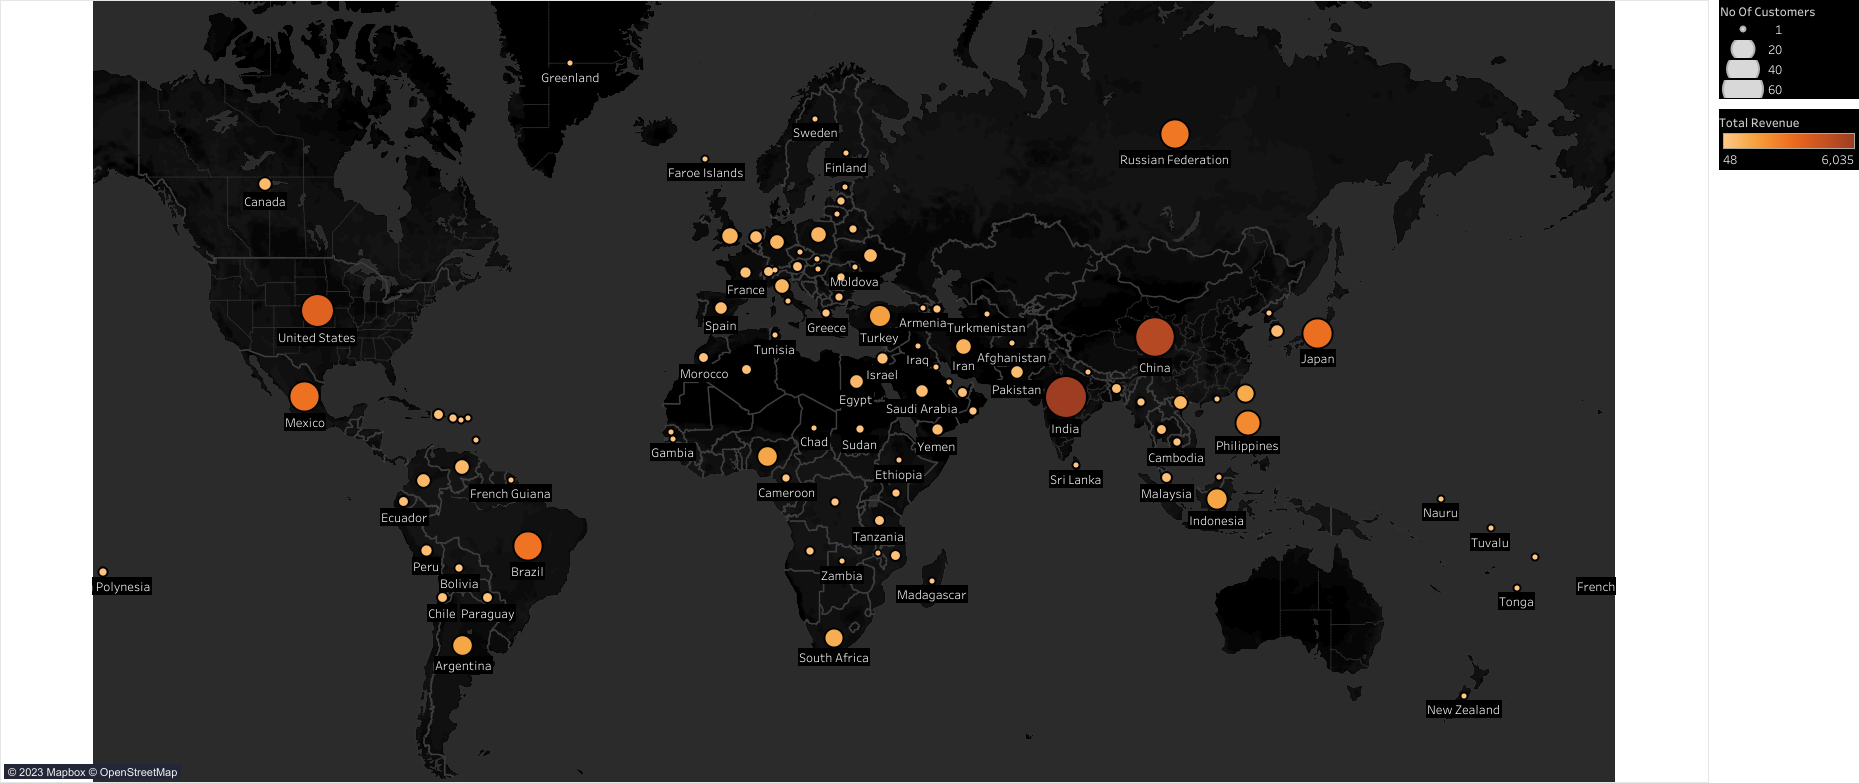 No Of Customers
1
20
40
60
Total Revenue
48
6,035
Greenland
Sweden
Russian Federation
Finland
Faroe Islands
Canada
Moldova
France
Armenia
Spain
Greece
Turkmenistan
United States
Turkey
Tunisia
Afghanistan
Japan
Iraq
Iran
China
Morocco
Israel
Pakistan
Egypt
Saudi Arabia
Mexico
India
Chad
Sudan
Yemen
Philippines
Gambia
Cambodia
Ethiopia
Sri Lanka
French Guiana
Cameroon
Malaysia
Nauru
Ecuador
Indonesia
Tanzania
Tuvalu
Peru
Brazil
Zambia
Bolivia
Polynesia
French
Madagascar
Tonga
Chile
Paraguay
South Africa
Argentina
New Zealand
© 2023 Mapbox © OpenStreetMap